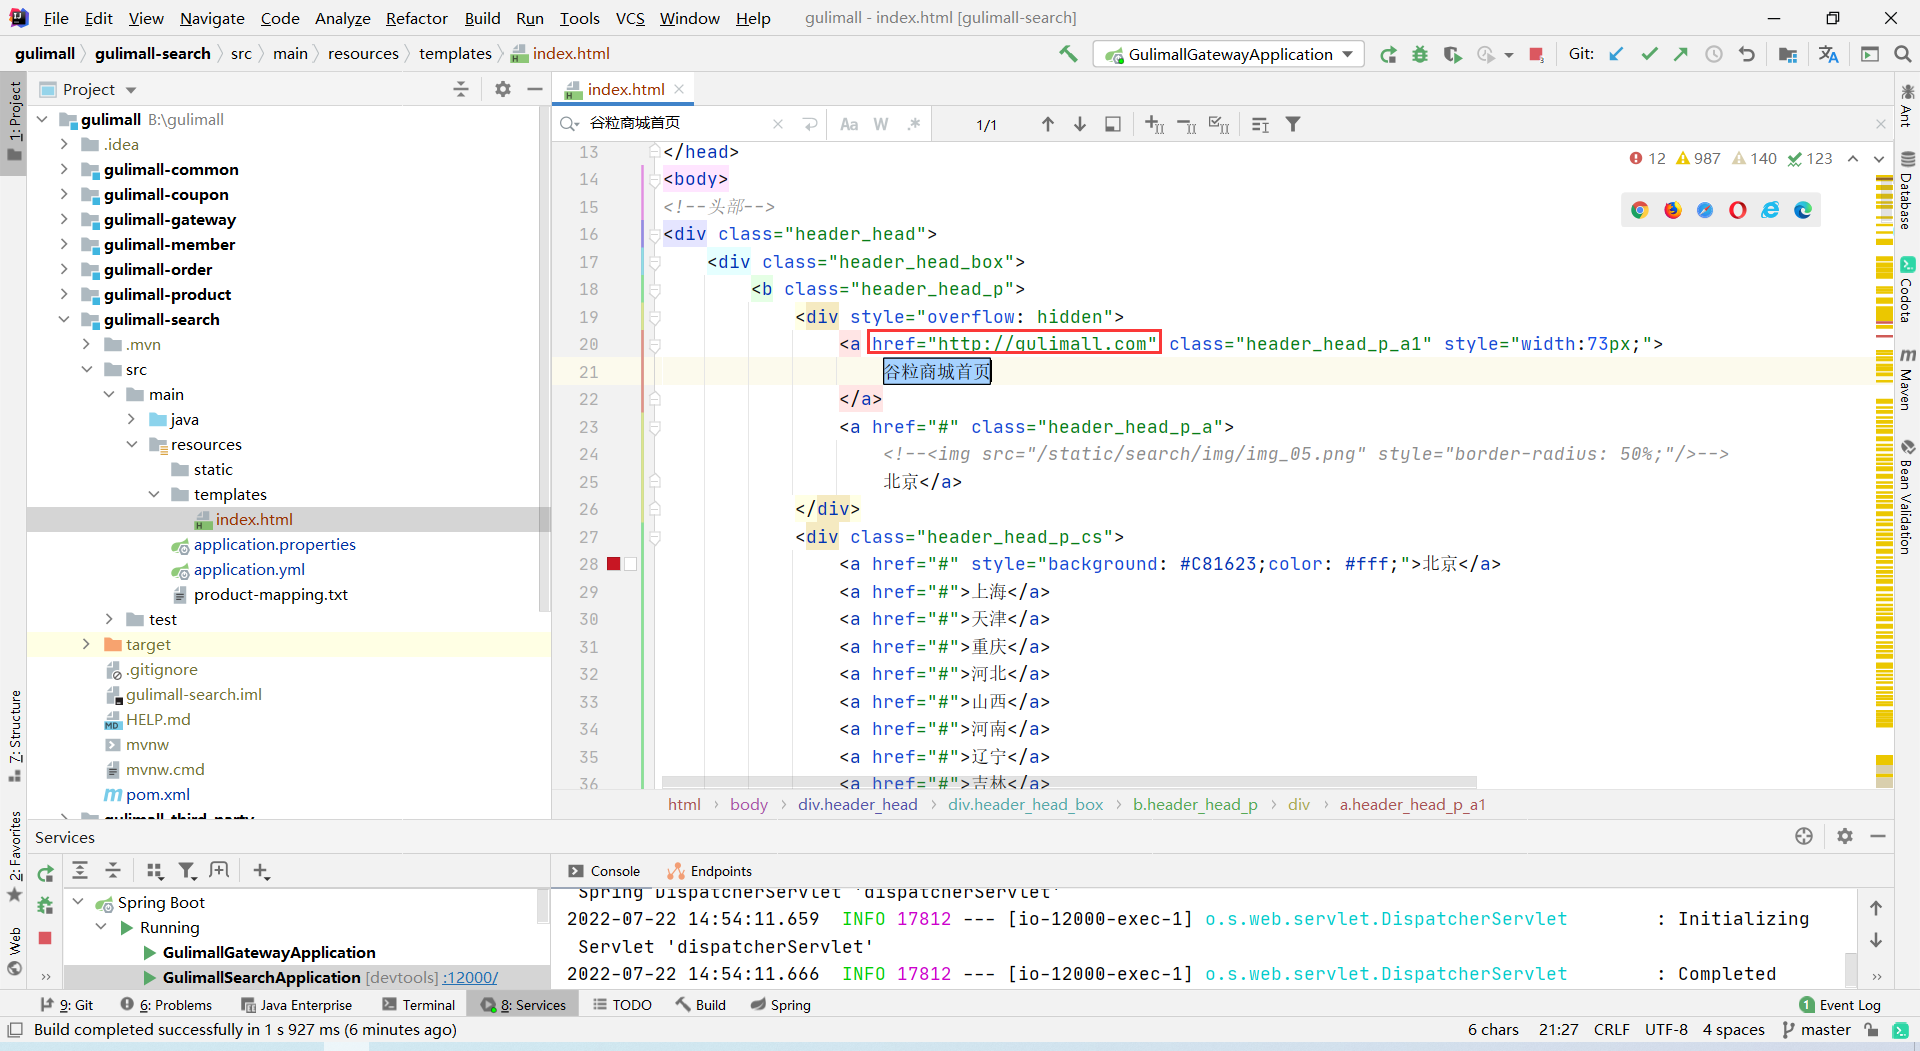 File Edit View Navigate Code Analyze Refactor Build Run Tools VCS Window Help gulimall - index.html [gulimall-search]
gulimall gulimall-search src main resources templates index.html GulimallGatewayApplication Git:
1: Project
Project
index.html
gulimall B:\gulimall
.idea
gulimall-common
gulimall-coupon
gulimall-gateway
gulimall-member
gulimall-order
gulimall-product
gulimall-search
.mvn
src
main
java
resources
static
templates
index.html
application.properties
application.yml
product-mapping.txt
test
target
.gitignore
gulimall-search.iml
HELP.md
mvnw
mvnw.cmd
pom.xml
gulimall-third-party
谷粒商城首页 Aa W .* 1/1
12 987 140 123
13 </head>
14 <body>
15 <!--头部-->
16 <div class="header_head">
17 <div class="header_head_box">
18 <b class="header_head_p">
19 <div style="overflow: hidden">
20 <a href="http://gulimall.com" class="header_head_p_a1" style="width:73px;">
21 谷粒商城首页
22 </a>
23 <a href="#" class="header_head_p_a">
24 <!--<img src="/static/search/img/img_05.png" style="border-radius: 50%;"/>-->
25 北京</a>
26 </div>
27 <div class="header_head_p_cs">
28 <a href="#" style="background: #C81623;color: #fff;">北京</a>
29 <a href="#">上海</a>
30 <a href="#">天津</a>
31 <a href="#">重庆</a>
32 <a href="#">河北</a>
33 <a href="#">山西</a>
34 <a href="#">河南</a>
35 <a href="#">辽宁</a>
36 <a href="#">吉林</a>
html body div.header_head div.header_head_box b.header_head_p div a.header_head_p_a1
Ant
Database
Codota
Maven
Bean Validation
7: Structure
2: Favorites
Web
Services
Spring Boot
Running
GulimallGatewayApplication
GulimallSearchApplication [devtools] :12000/
Console Endpoints
Spring DispatcherServlet 'dispatcherServlet'
2022-07-22 14:54:11.659 INFO 17812 --- [io-12000-exec-1] o.s.web.servlet.DispatcherServlet : Initializing
Servlet 'dispatcherServlet'
2022-07-22 14:54:11.666 INFO 17812 --- [io-12000-exec-1] o.s.web.servlet.DispatcherServlet : Completed
9: Git 6: Problems Java Enterprise Terminal 8: Services TODO Build Spring 1 Event Log
Build completed successfully in 1 s 927 ms (6 minutes ago) 6 chars 21:27 CRLF UTF-8 4 spaces master